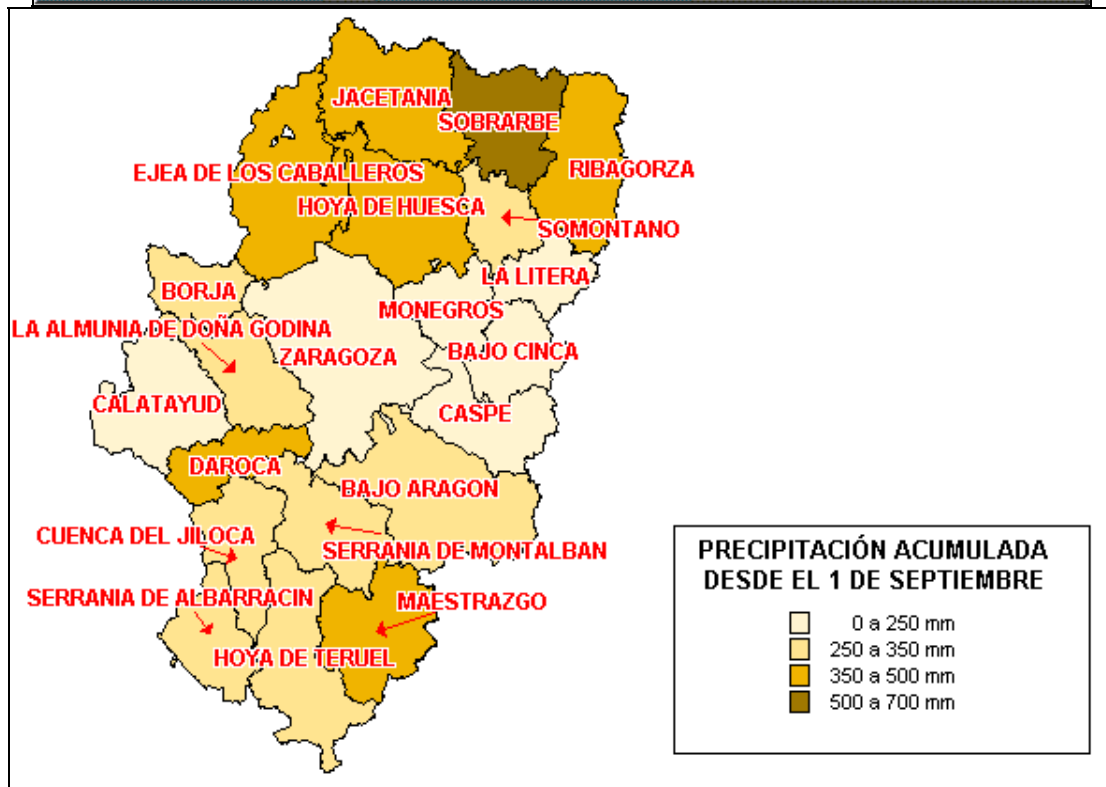 JACETANIA
SOBRARBE
EJEA DE LOS CABALLEROS
RIBAGORZA
HOYA DE HUESCA
SOMONTANO
LA LITERA
BORJA
MONEGROS
LA ALMUNIA DE DOÑA GODINA
ZARAGOZA
BAJO CINCA
CALATAYUD
CASPE
DAROCA
BAJO ARAGON
CUENCA DEL JILOCA
SERRANIA DE MONTALBAN
SERRANIA DE ALBARRACIN
MAESTRAZGO
HOYA DE TERUEL
PRECIPITACIÓN ACUMULADA
DESDE EL 1 DE SEPTIEMBRE
0 a 250 mm
250 a 350 mm
350 a 500 mm
500 a 700 mm